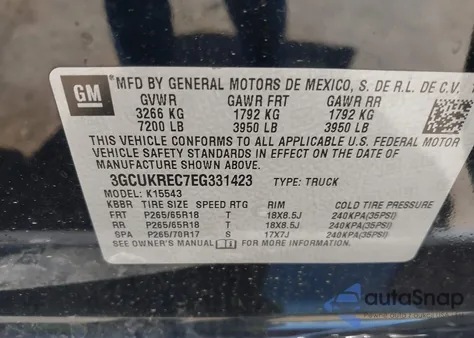 GM
MFD BY GENERAL MOTORS DE MEXICO, S. DE R.L. DE C.V.
GVWR GAWR FRT GAWR RR
3266 KG 1792 KG 1792 KG
7200 LB 3950 LB 3950 LB
THIS VEHICLE CONFORMS TO ALL APPLICABLE U.S. FEDERAL MOTOR
VEHICLE SAFETY STANDARDS IN EFFECT ON THE DATE OF
MANUFACTURE SHOWN ABOVE.
3GCUKREC7EG331423 TYPE: TRUCK
MODEL: K15543
KBBR TIRE SIZE SPEED RTG RIM COLD TIRE PRESSURE
FRT P265/65R18 T 18X8.5J 240KPA(35PSI)
RR P265/65R18 T 18X8.5J 240KPA(35PSI)
SPA P265/70R17 S 17X7J 240KPA(35PSI)
SEE OWNER'S MANUAL FOR MORE INFORMATION.
autaSnap